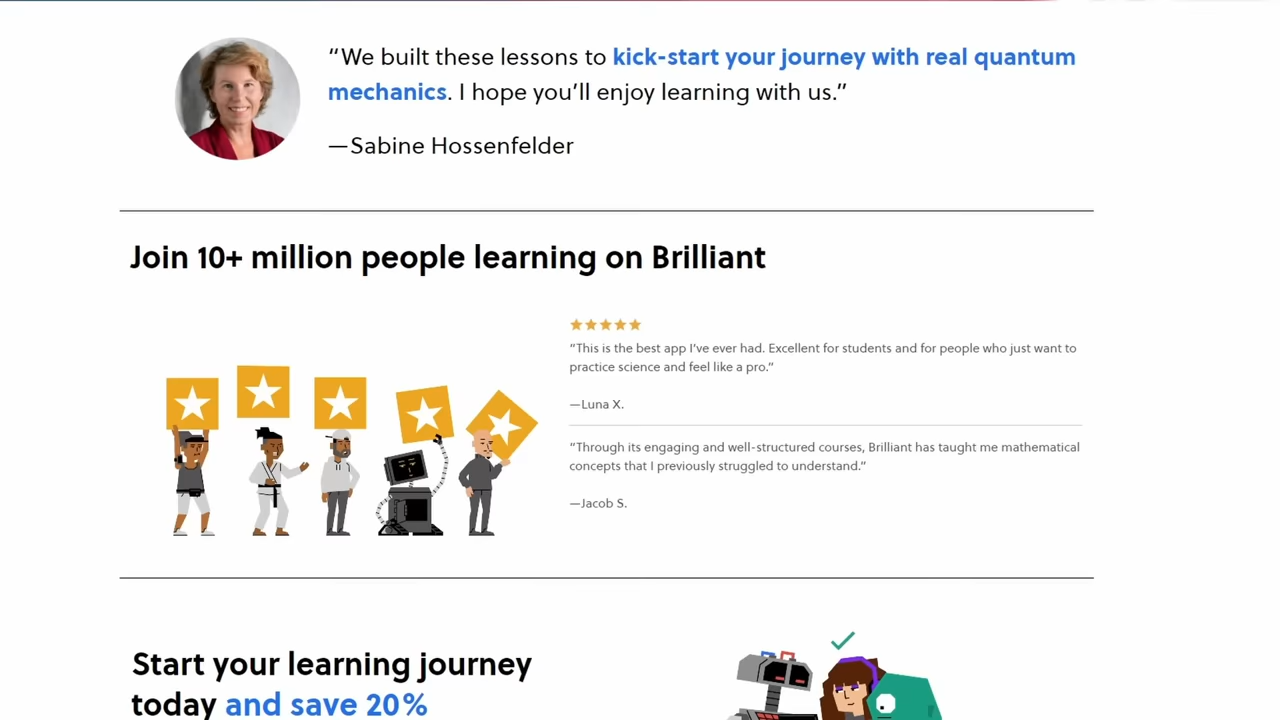 “We built these lessons to kick-start your journey with real quantum
mechanics. I hope you’ll enjoy learning with us.”
—Sabine Hossenfelder
Join 10+ million people learning on Brilliant
“This is the best app I’ve ever had. Excellent for students and for people who just want to
practice science and feel like a pro.”
—Luna X.
“Through its engaging and well-structured courses, Brilliant has taught me mathematical
concepts that I previously struggled to understand.”
—Jacob S.
Start your learning journey
today and save 20%